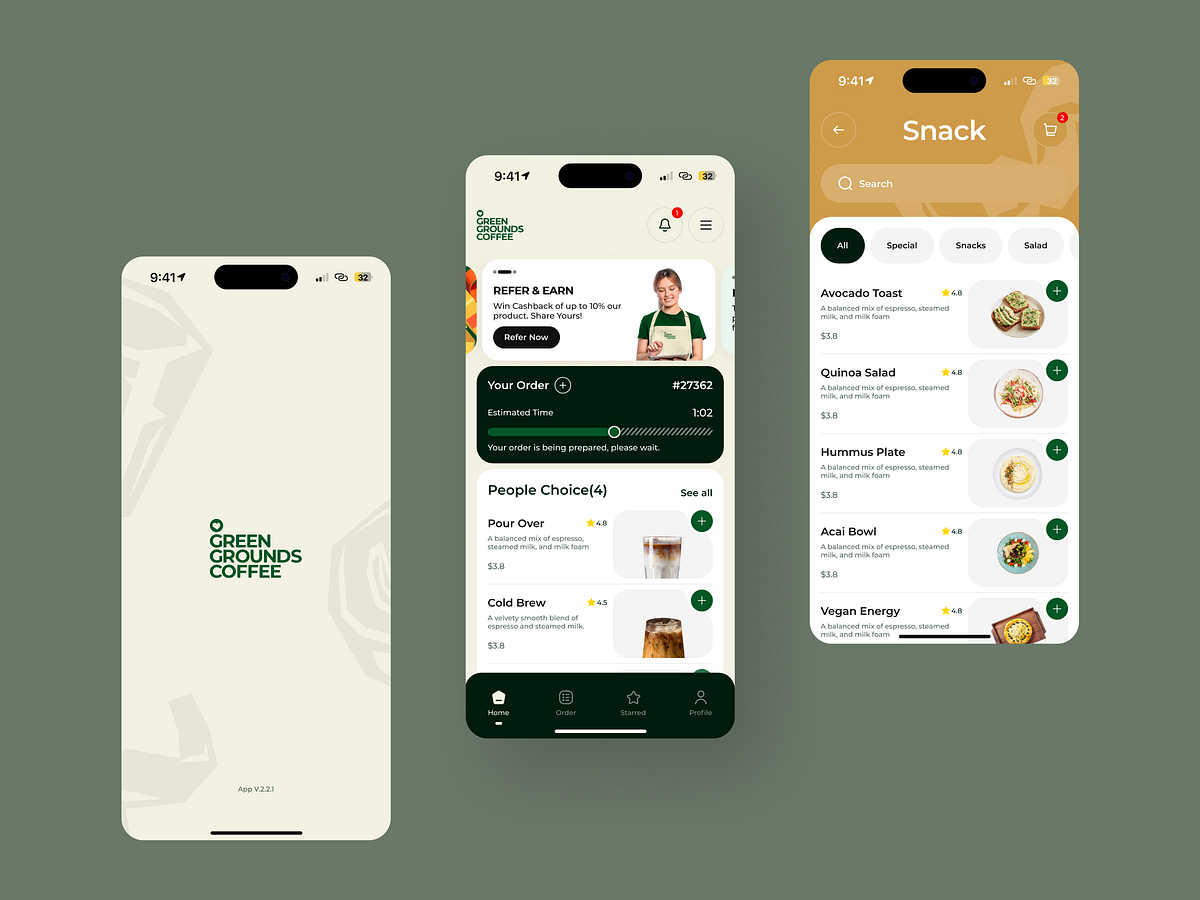 9:41
32
GREEN
GROUNDS
COFFEE
App V.2.2.1
9:41
32
GREEN
GROUNDS
COFFEE
1
REFER & EARN
Win Cashback of up to 10% our
product. Share Yours!
Refer Now
Your Order
#27362
Estimated Time
1:02
Your order is being prepared, please wait.
People Choice(4)
See all
Pour Over
4.8
A balanced mix of espresso,
steamed milk, and milk foam
$3.8
Cold Brew
4.5
A velvety smooth blend of
espresso and steamed milk.
$3.8
Home
Order
Starred
Profile
9:41
32
Snack
2
Search
All
Special
Snacks
Salad
Avocado Toast
4.8
A balanced mix of espresso, steamed
milk, and milk foam
$3.8
Quinoa Salad
4.8
A balanced mix of espresso, steamed
milk, and milk foam
$3.8
Hummus Plate
4.8
A balanced mix of espresso, steamed
milk, and milk foam
$3.8
Acai Bowl
4.8
A balanced mix of espresso, steamed
milk, and milk foam
$3.8
Vegan Energy
4.8
A balanced mix of espresso, steamed
milk, and milk foam